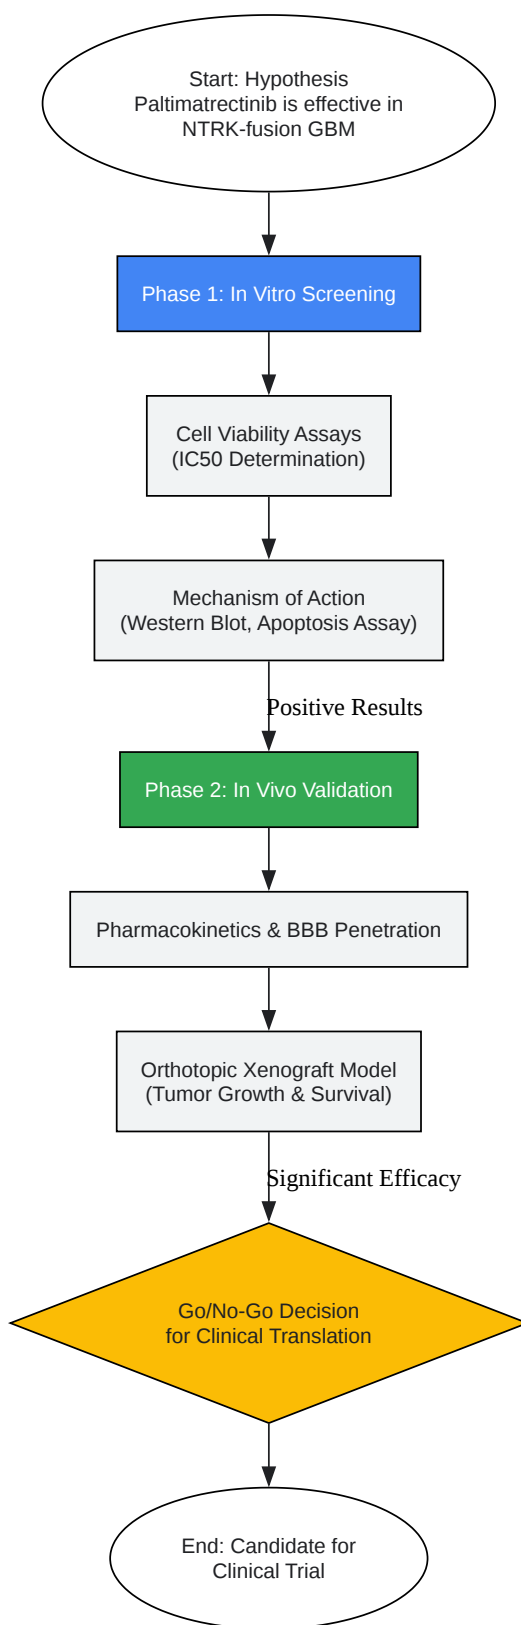 Start: Hypothesis
Paltimatrectinib is effective in
NTRK-fusion GBM
Phase 1: In Vitro Screening
Cell Viability Assays
(IC50 Determination)
Mechanism of Action
(Western Blot, Apoptosis Assay)
Positive Results
Phase 2: In Vivo Validation
Pharmacokinetics & BBB Penetration
Orthotopic Xenograft Model
(Tumor Growth & Survival)
Significant Efficacy
Go/No-Go Decision
for Clinical Translation
End: Candidate for
Clinical Trial